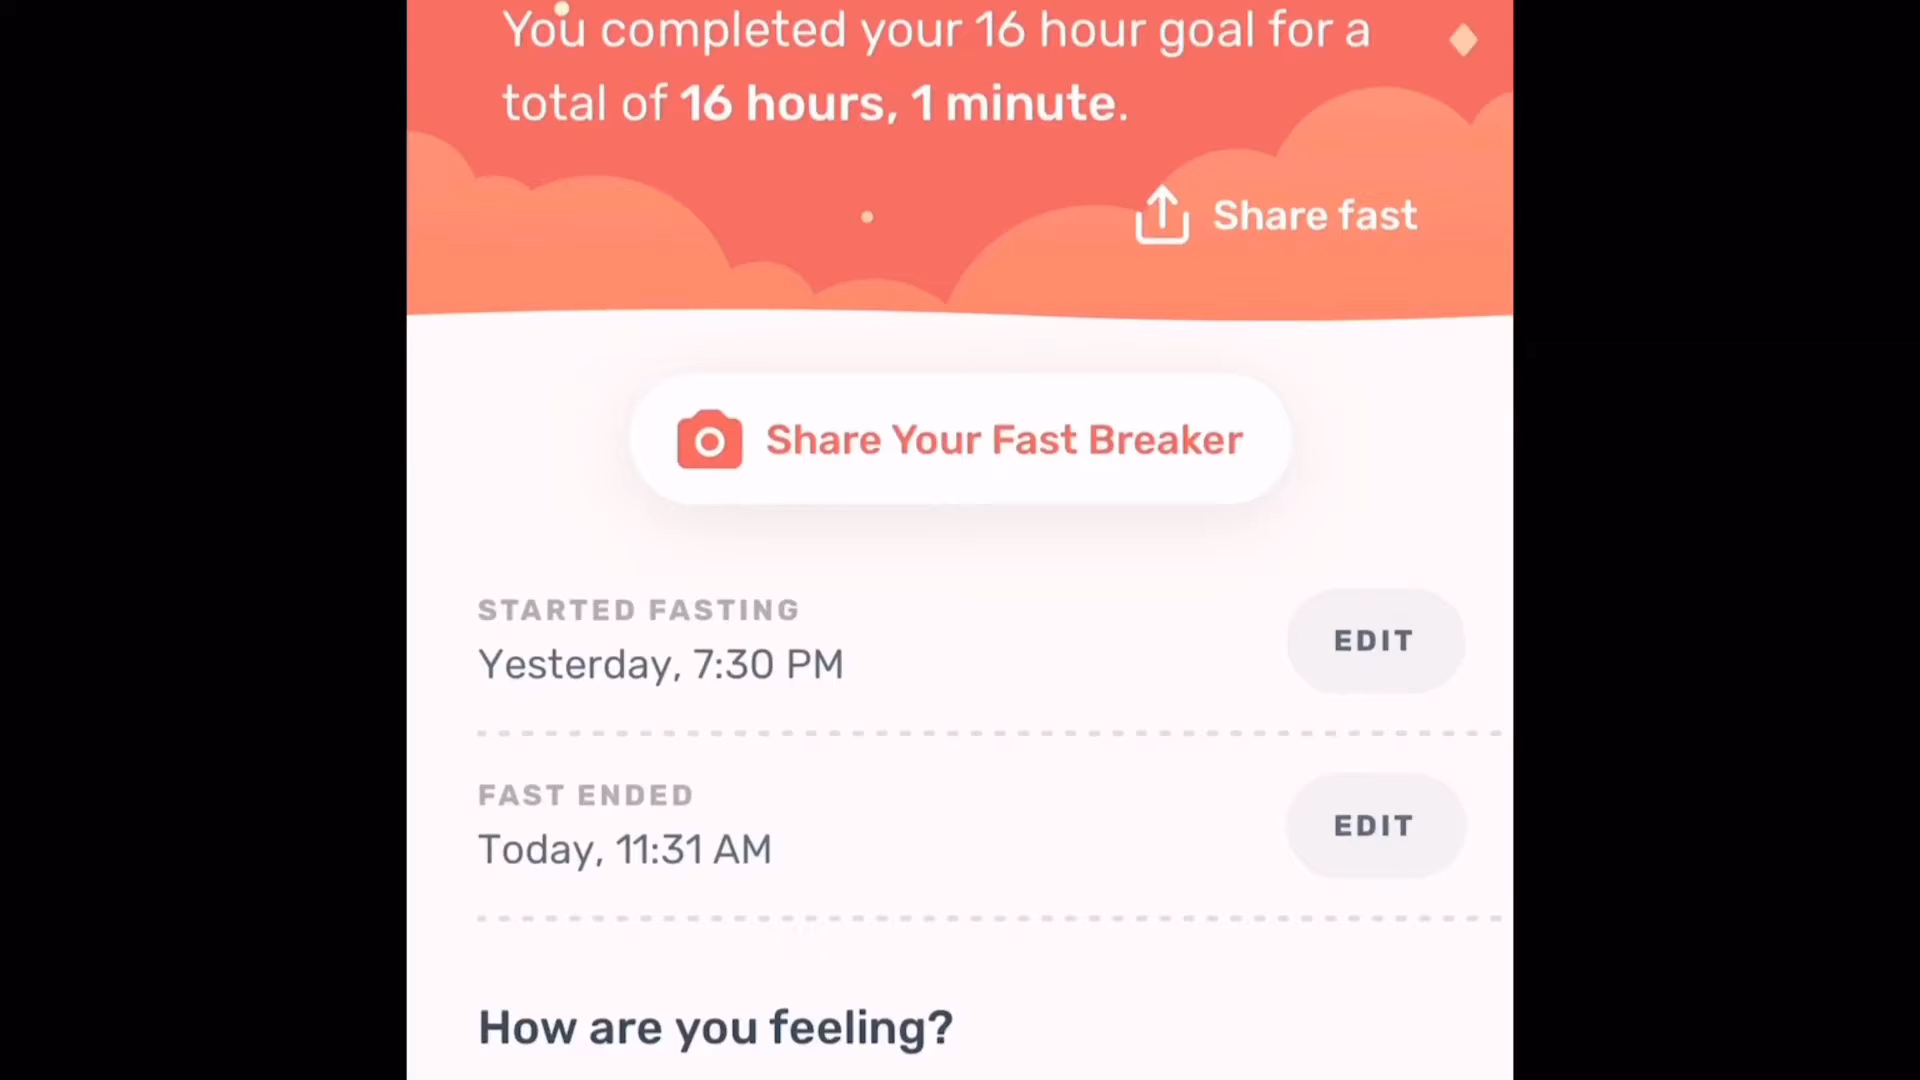 You completed your 16 hour goal for a
total of 16 hours, 1 minute.
Share fast
Share Your Fast Breaker
STARTED FASTING
Yesterday, 7:30 PM
EDIT
FAST ENDED
Today, 11:31 AM
EDIT
How are you feeling?